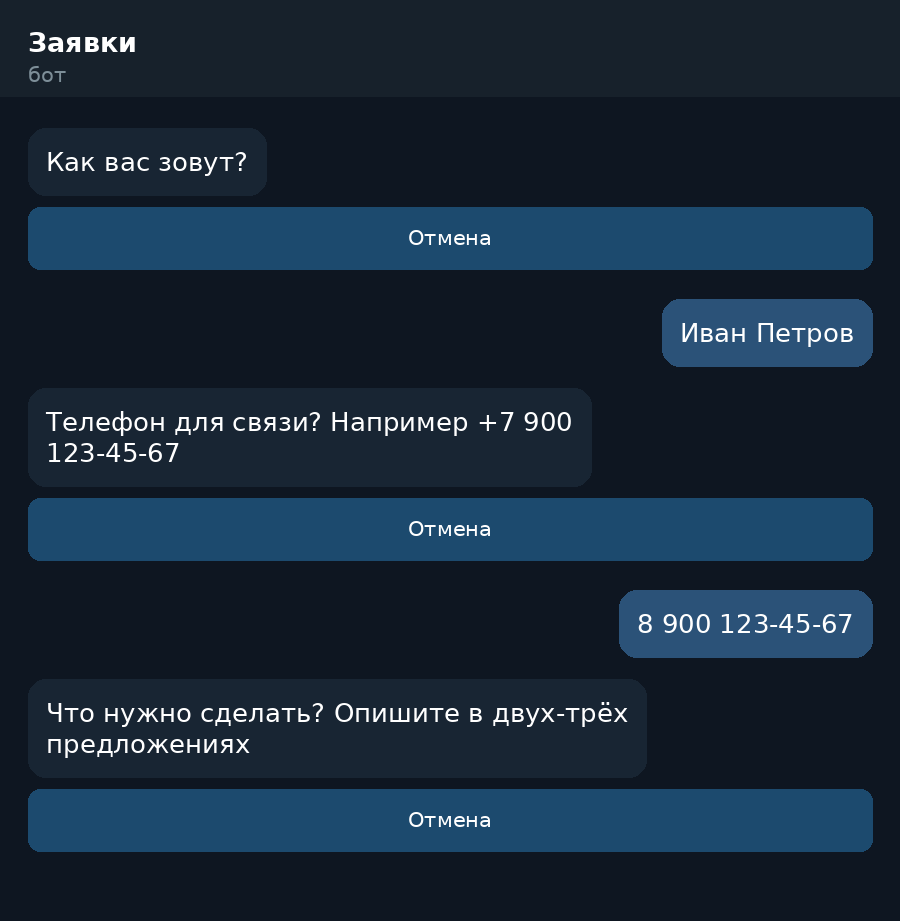 Заявки
бот
Как вас зовут?
Отмена
Иван Петров
Телефон для связи? Например +7 900
123-45-67
Отмена
8 900 123-45-67
Что нужно сделать? Опишите в двух-трёх
предложениях
Отмена